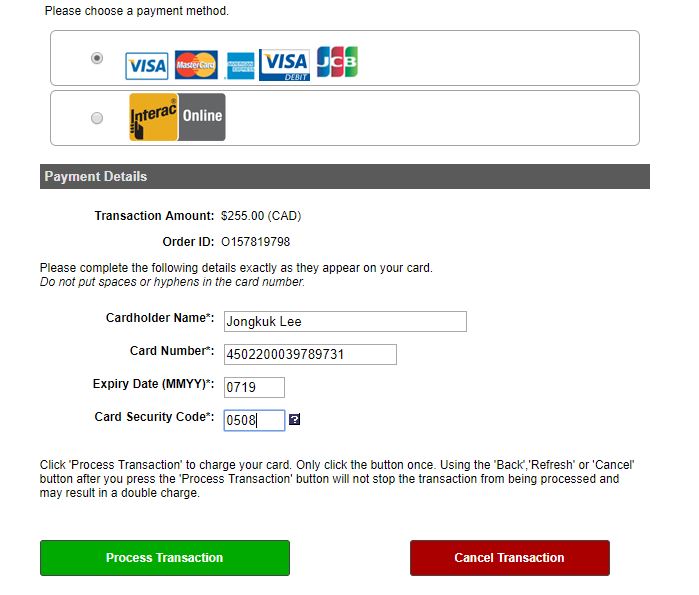 Please choose a payment method.
VISA MasterCard AMERICAN EXPRESS VISA DEBIT JCB
Interac® Online
Payment Details
Transaction Amount: $255.00 (CAD)
Order ID: O157819798
Please complete the following details exactly as they appear on your card.
Do not put spaces or hyphens in the card number.
Cardholder Name*: Jongkuk Lee
Card Number*: 4502200039789731
Expiry Date (MMYY)*: 0719
Card Security Code*: 0508 ?
Click 'Process Transaction' to charge your card. Only click the button once. Using the 'Back','Refresh' or 'Cancel'
button after you press the 'Process Transaction' button will not stop the transaction from being processed and
may result in a double charge.
Process Transaction Cancel Transaction